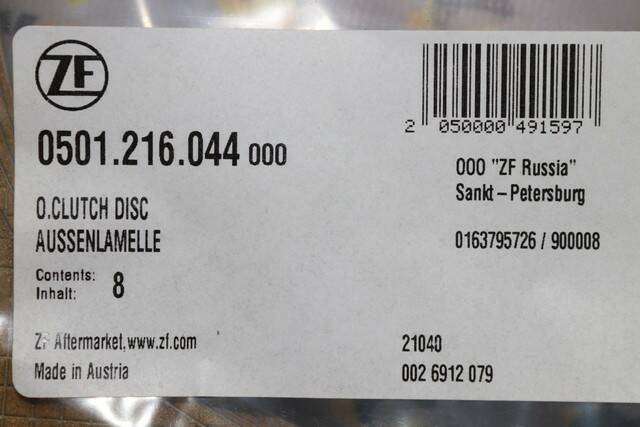 ZF
2 050000 491597
0501.216.044 000
OOO "ZF Russia"
Sankt-Petersburg
O.CLUTCH DISC
AUSSENLAMELLE
0163795726 / 900008
Contents:
Inhalt: 8
ZF Aftermarket,www.zf.com
Made in Austria
21040
002 6912 079